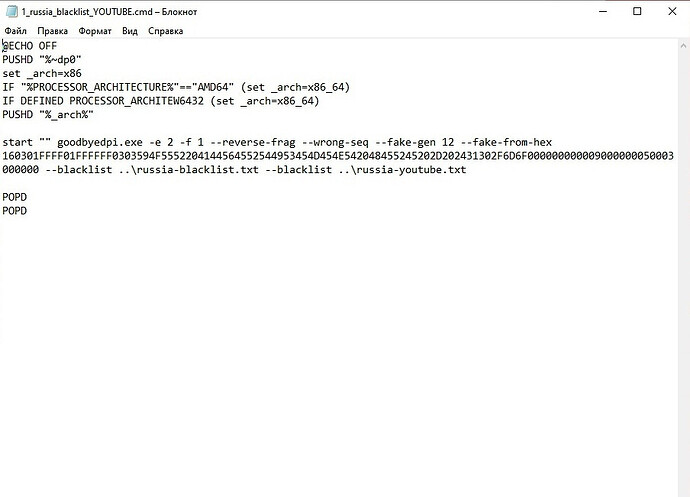 1_russia_blacklist_YOUTUBE.cmd – Блокнот
Файл Правка Формат Вид Справка
@ECHO OFF
PUSHD "%~dp0"
set _arch=x86
IF "%PROCESSOR_ARCHITECTURE%"=="AMD64" (set _arch=x86_64)
IF DEFINED PROCESSOR_ARCHITEW6432 (set _arch=x86_64)
PUSHD "%_arch%"
start "" goodbyedpi.exe -e 2 -f 1 --reverse-frag --wrong-seq --fake-gen 12 --fake-from-hex
160301FFFF01FFFFFF0303594F5552204144564552544953454D454E542048455245202D202431302F6D6F000000000009000000050003
000000 --blacklist ..\russia-blacklist.txt --blacklist ..\russia-youtube.txt
POPD
POPD